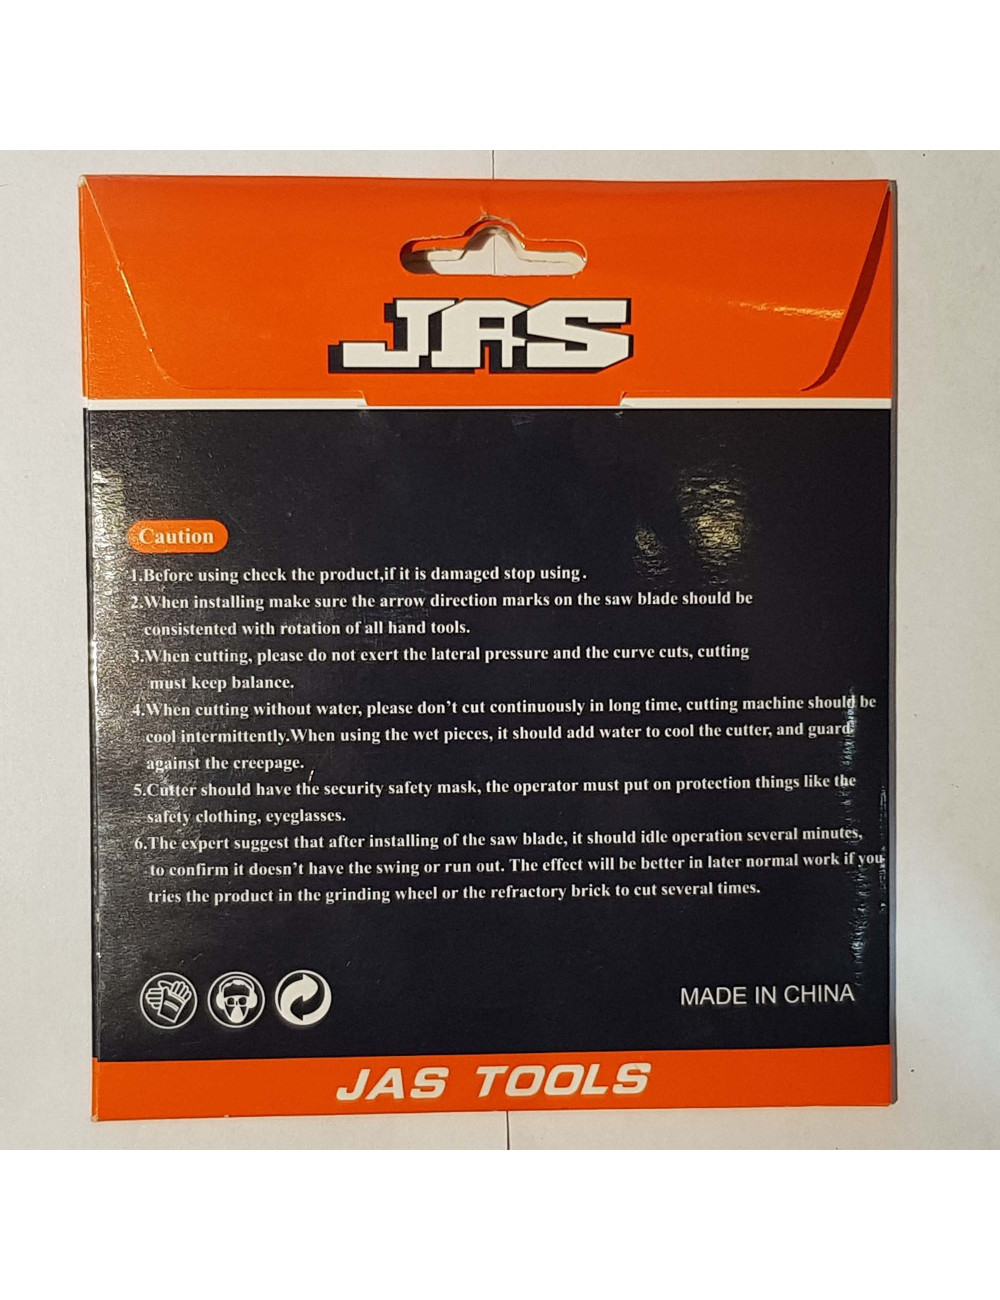 JAS
Caution
1.Before using check the product,if it is damaged stop using.
2.When installing make sure the arrow direction marks on the saw blade should be
consistented with rotation of all hand tools.
3.When cutting, please do not exert the lateral pressure and the curve cuts, cutting
must keep balance.
4.When cutting without water, please don't cut continuously in long time, cutting machine should be
cool intermittently.When using the wet pieces, it should add water to cool the cutter, and guard
against the creepage.
5.Cutter should have the security safety mask, the operator must put on protection things like the
safety clothing, eyeglasses.
6.The expert suggest that after installing of the saw blade, it should idle operation several minutes,
to confirm it doesn't have the swing or run out. The effect will be better in later normal work if you
tries the product in the grinding wheel or the refractory brick to cut several times.
MADE IN CHINA
JAS TOOLS